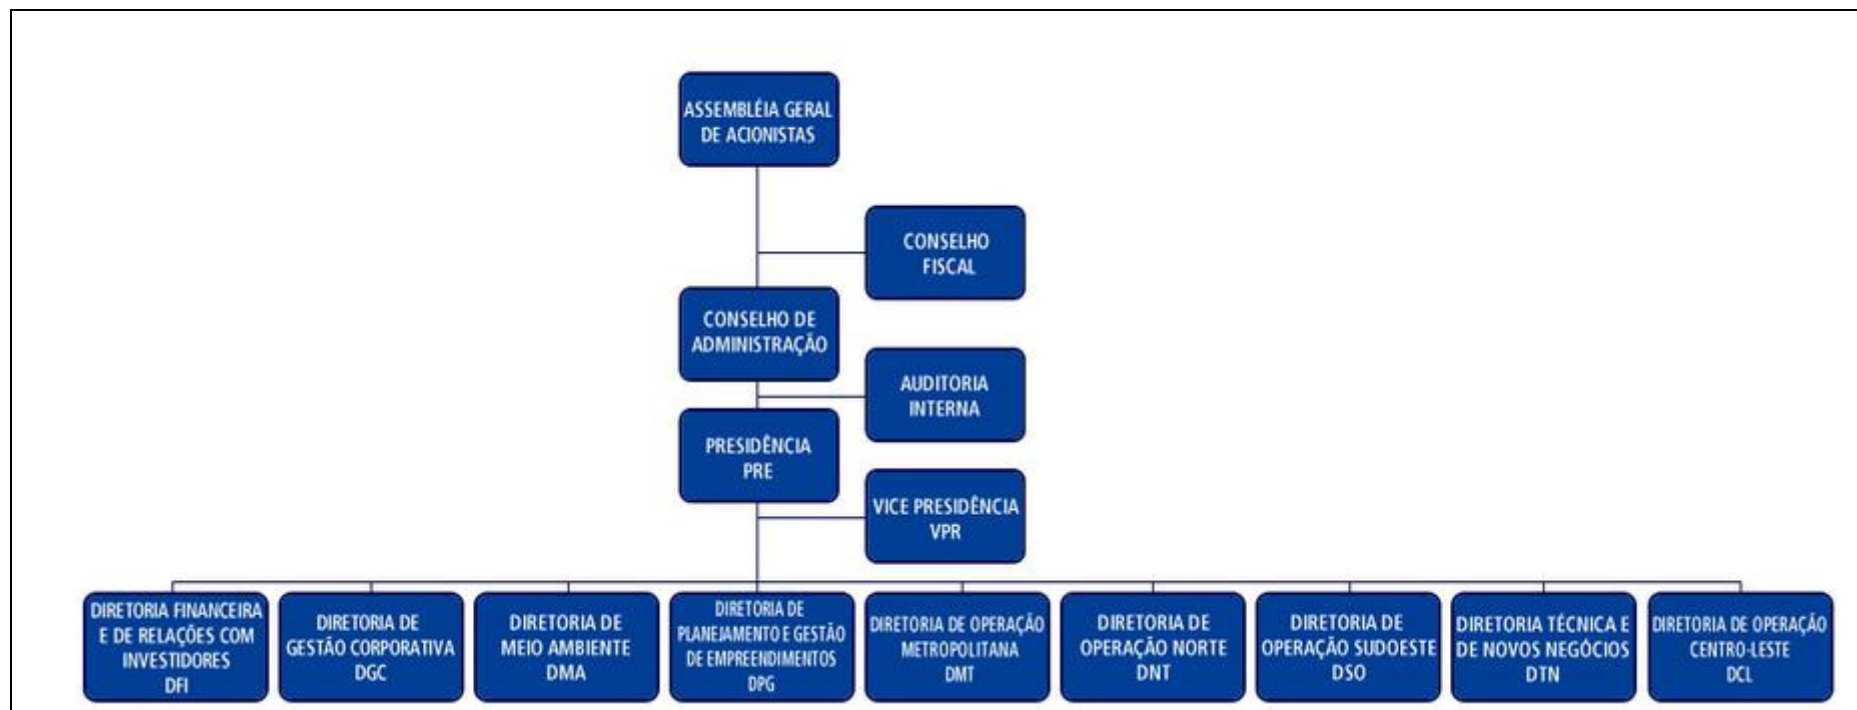 ASSEMBLÉIA GERAL
DE ACIONISTAS
CONSELHO
FISCAL
CONSELHO DE
ADMINISTRAÇÃO
AUDITORIA
INTERNA
PRESIDÊNCIA
PRE
VICE PRESIDÊNCIA
VPR
DIRETORIA FINANCEIRA
E DE RELAÇÕES COM
INVESTIDORES
DFI
DIRETORIA DE
GESTÃO CORPORATIVA
DGC
DIRETORIA DE
MEIO AMBIENTE
DMA
DIRETORIA DE
PLANEJAMENTO E GESTÃO
DE EMPREENDIMENTOS
DPG
DIRETORIA DE OPERAÇÃO
METROPOLITANA
DMT
DIRETORIA DE
OPERAÇÃO NORTE
DNT
DIRETORIA DE
OPERAÇÃO SUDOESTE
DSO
DIRETORIA TÉCNICA E
DE NOVOS NEGÓCIOS
DTN
DIRETORIA DE OPERAÇÃO
CENTRO-LESTE
DCL